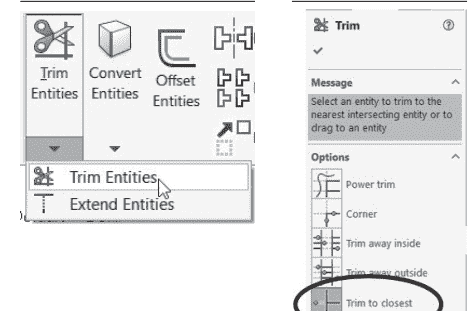 Trim
Entities
Convert
Entities
Offset
Entities
Trim Entities
Extend Entities
Trim
Message
Select an entity to trim to the
nearest intersecting entity or to
drag to an entity
Options
Power trim
Corner
Trim away inside
Trim away outside
Trim to closest